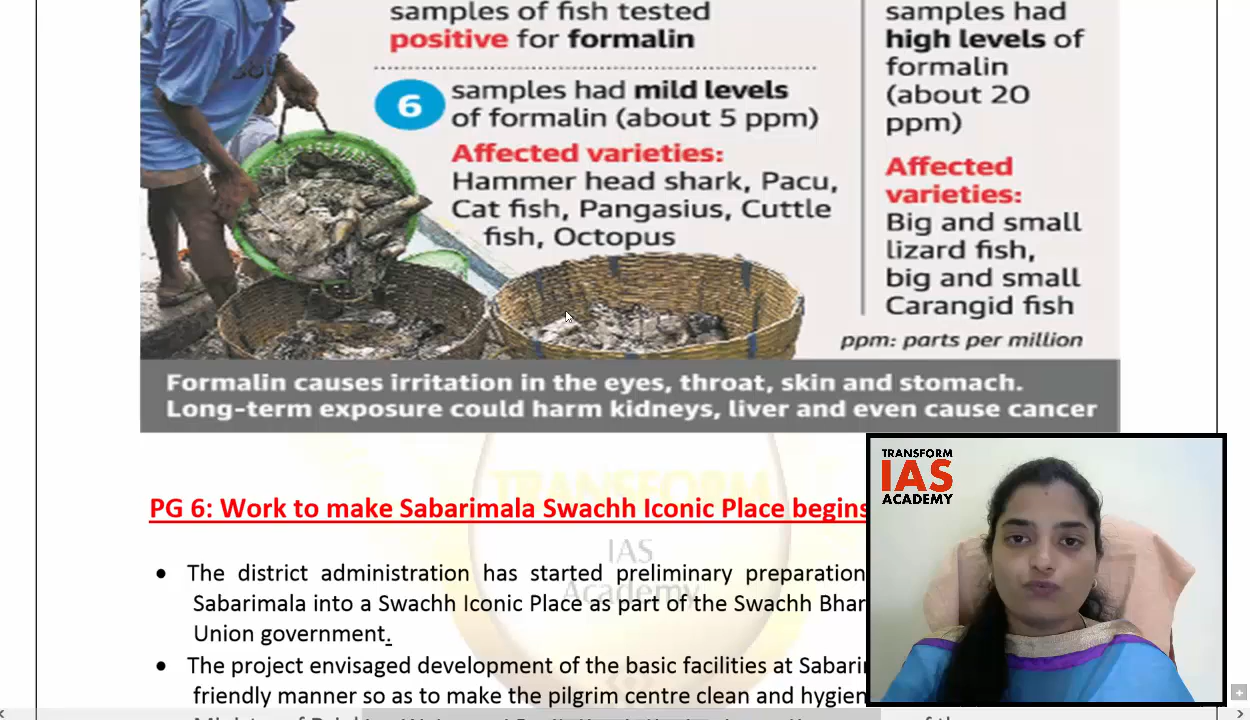 samples of fish tested
positive for formalin
6
samples had mild levels
of formalin (about 5 ppm)
Affected varieties:
Hammer head shark, Pacu,
Cat fish, Pangasius, Cuttle
fish, Octopus
samples had
high levels of
formalin
(about 20
ppm)
Affected
varieties:
Big and small
lizard fish,
big and small
Carangid fish
ppm: parts per million
Formalin causes irritation in the eyes, throat, skin and stomach.
Long-term exposure could harm kidneys, liver and even cause cancer
TRANSFORM
IAS
Academy
PG 6: Work to make Sabarimala Swachh Iconic Place begins
• The district administration has started preliminary preparation
Sabarimala into a Swachh Iconic Place as part of the Swachh Bhar
Union government.
• The project envisaged development of the basic facilities at Sabarim
friendly manner so as to make the pilgrim centre clean and hygien
TRANSFORM
IAS
ACADEMY